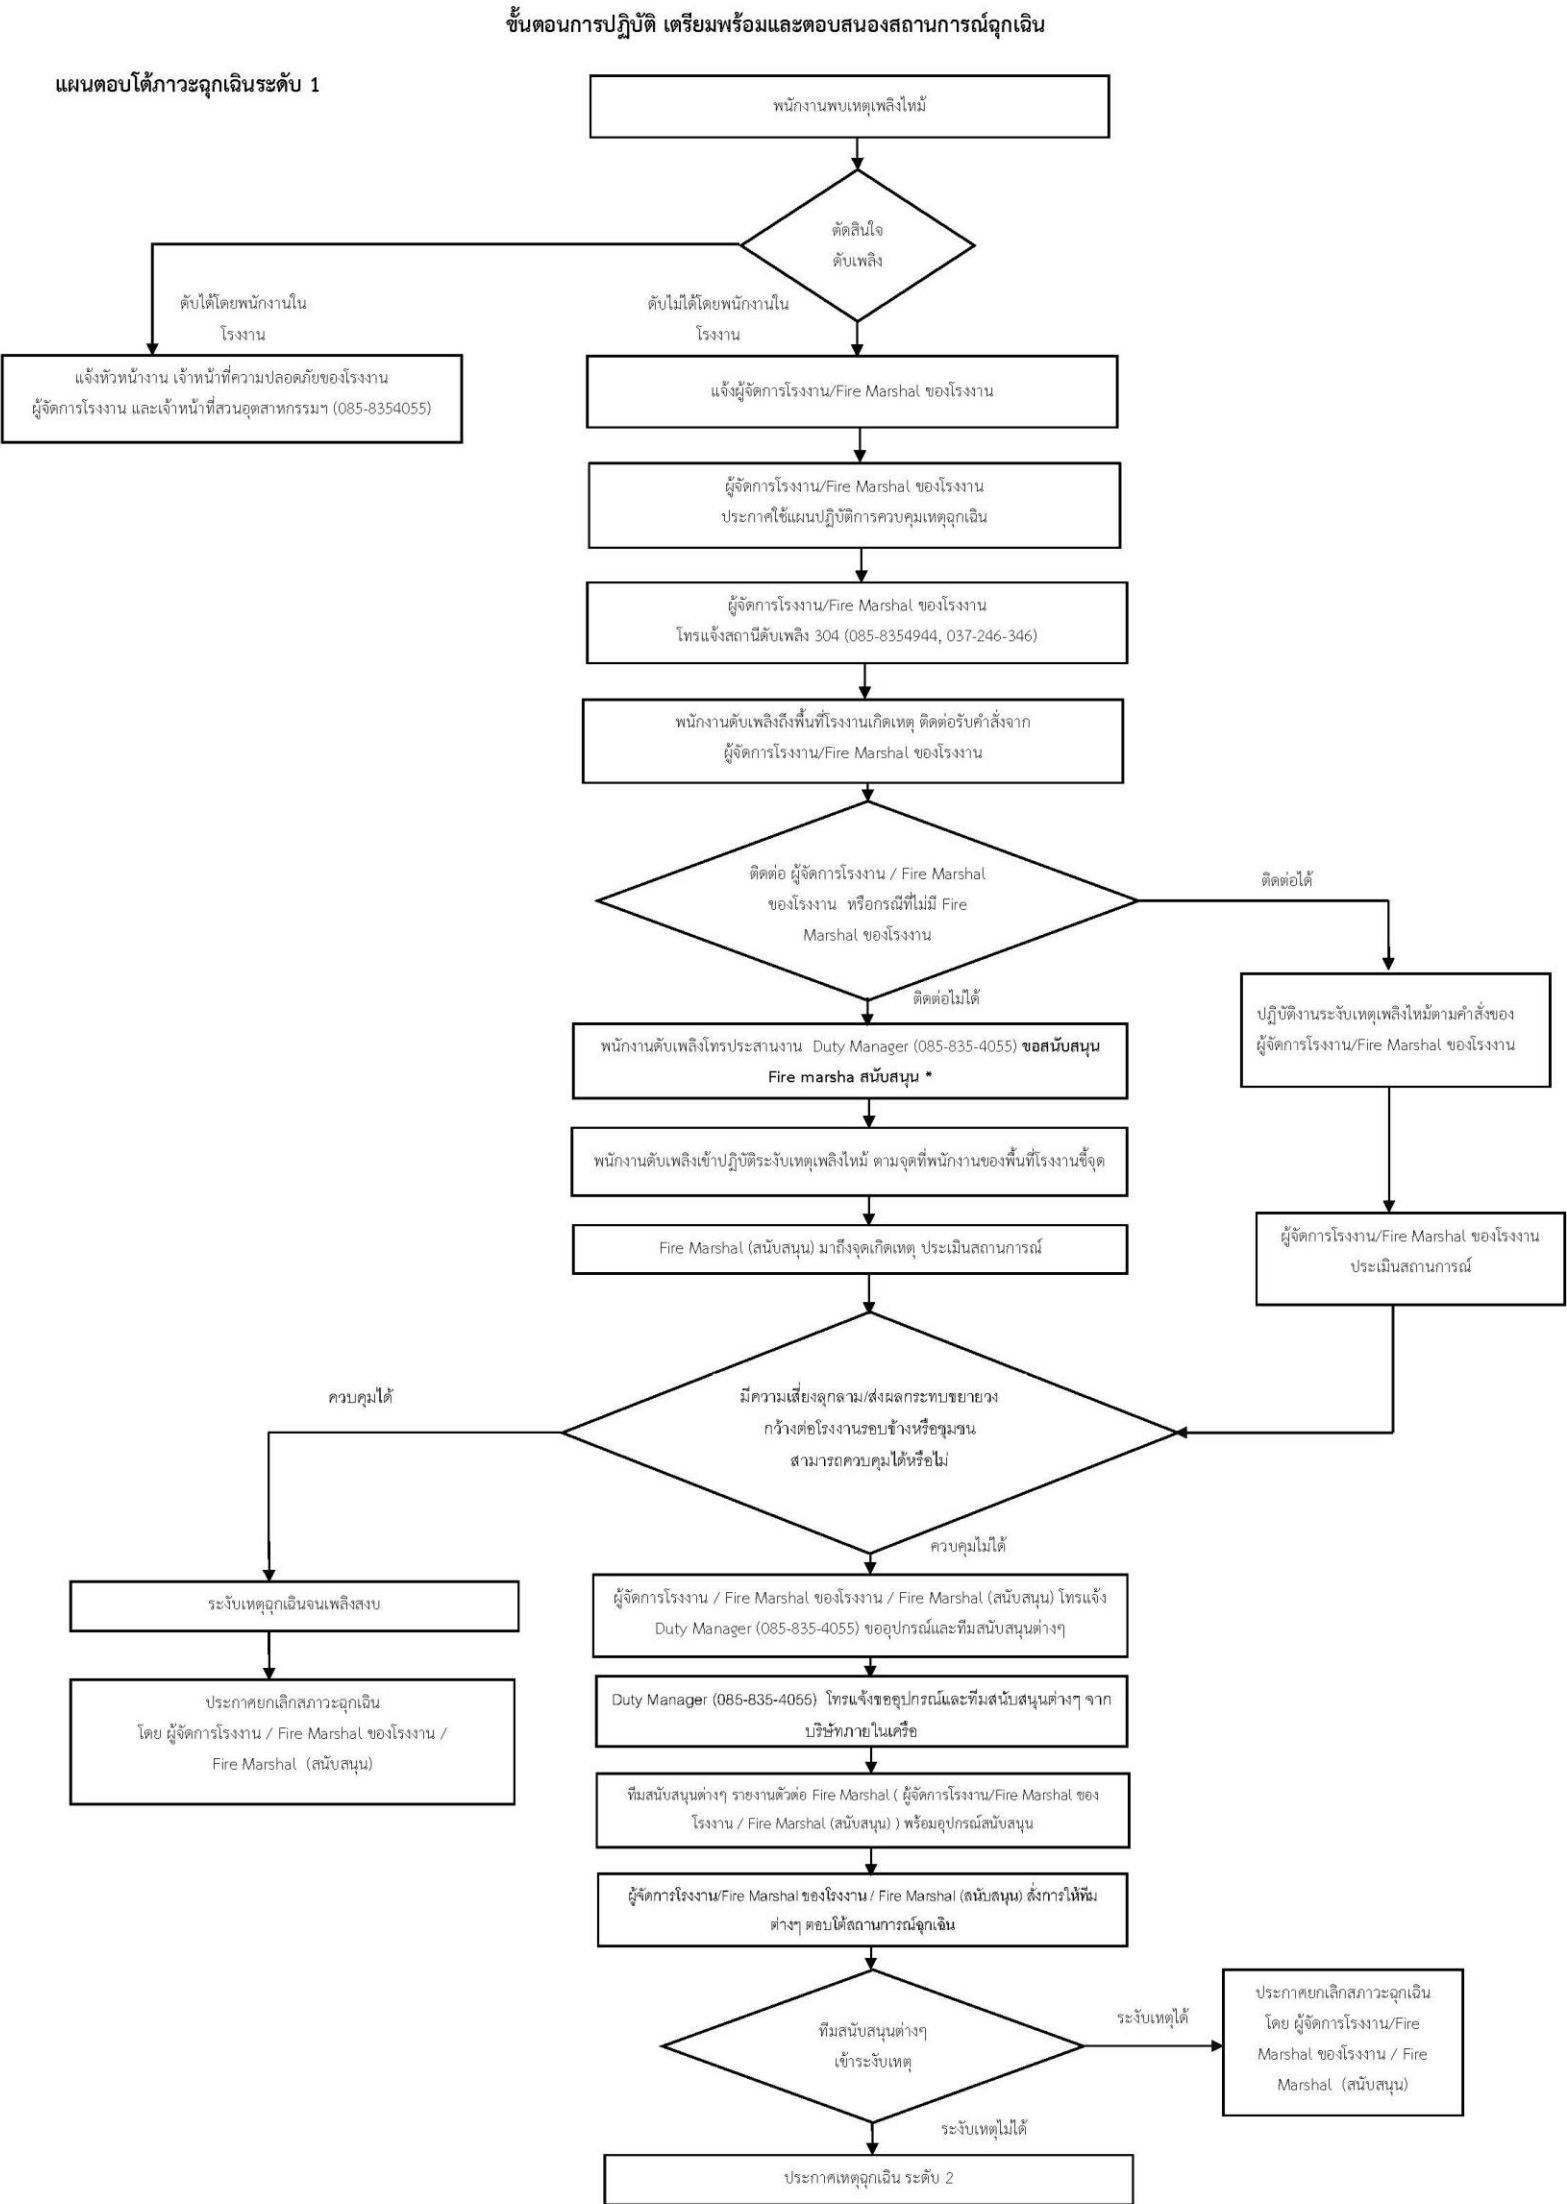 ขั้นตอนการปฏิบัติ เตรียมพร้อมและตอบสนองสถานการณ์ฉุกเฉิน
แผนตอบโต้ภาวะฉุกเฉินระดับ 1
พนักงานพบเหตุเพลิงไหม้
ตัดสินใจ
ดับเพลิง
ดับได้โดยพนักงานใน
โรงงาน
ดับไม่ได้โดยพนักงานใน
โรงงาน
แจ้งหัวหน้างาน เจ้าหน้าที่ความปลอดภัยของโรงงาน
ผู้จัดการโรงงาน และเจ้าหน้าที่สวนอุตสาหกรรมฯ (085-8354055)
แจ้งผู้จัดการโรงงาน/Fire Marshal ของโรงงาน
ผู้จัดการโรงงาน/Fire Marshal ของโรงงาน
ประกาศใช้แผนปฏิบัติการควบคุมเหตุฉุกเฉิน
ผู้จัดการโรงงาน/Fire Marshal ของโรงงาน
โทรแจ้งสถานีดับเพลิง 304 (085-8354944, 037-246-346)
พนักงานดับเพลิงถึงพื้นที่โรงงานเกิดเหตุ ติดต่อรับคำสั่งจาก
ผู้จัดการโรงงาน/Fire Marshal ของโรงงาน
ติดต่อ ผู้จัดการโรงงาน / Fire Marshal
ของโรงงาน หรือกรณีที่ไม่มี Fire
Marshal ของโรงงาน
ติดต่อได้
ติดต่อไม่ได้
ปฏิบัติงานระงับเหตุเพลิงไหม้ตามคำสั่งของ
ผู้จัดการโรงงาน/Fire Marshal ของโรงงาน
พนักงานดับเพลิงโทรประสานงาน Duty Manager (085-835-4055) ขอสนับสนุน
Fire marsha สนับสนุน *
พนักงานดับเพลิงเข้าปฏิบัติระงับเหตุเพลิงไหม้ ตามจุดที่พนักงานของพื้นที่โรงงานชี้จุด
Fire Marshal (สนับสนุน) มาถึงจุดเกิดเหตุ ประเมินสถานการณ์
ผู้จัดการโรงงาน/Fire Marshal ของโรงงาน
ประเมินสถานการณ์
มีความเสี่ยงลุกลาม/ส่งผลกระทบขยายวง
กว้างต่อโรงงานรอบข้างหรือชุมชน
สามารถควบคุมได้หรือไม่
ควบคุมได้
ควบคุมไม่ได้
ระงับเหตุฉุกเฉินจนเพลิงสงบ
ประกาศยกเลิกสภาวะฉุกเฉิน
โดย ผู้จัดการโรงงาน / Fire Marshal ของโรงงาน /
Fire Marshal (สนับสนุน)
ผู้จัดการโรงงาน / Fire Marshal ของโรงงาน / Fire Marshal (สนับสนุน) โทรแจ้ง
Duty Manager (085-835-4055) ขออุปกรณ์และทีมสนับสนุนต่างๆ
Duty Manager (085-835-4055) โทรแจ้งขออุปกรณ์และทีมสนับสนุนต่างๆ จาก
บริษัทภายในเครือ
ทีมสนับสนุนต่างๆ รายงานตัวต่อ Fire Marshal ( ผู้จัดการโรงงาน/Fire Marshal ของ
โรงงาน / Fire Marshal (สนับสนุน) ) พร้อมอุปกรณ์สนับสนุน
ผู้จัดการโรงงาน/Fire Marshal ของโรงงาน / Fire Marshal (สนับสนุน) สั่งการให้ทีม
ต่างๆ ตอบโต้สถานการณ์ฉุกเฉิน
ทีมสนับสนุนต่างๆ
เข้าระงับเหตุ
ระงับเหตุได้
ระงับเหตุไม่ได้
ประกาศยกเลิกสภาวะฉุกเฉิน
โดย ผู้จัดการโรงงาน/Fire
Marshal ของโรงงาน / Fire
Marshal (สนับสนุน)
ประกาศเหตุฉุกเฉิน ระดับ 2